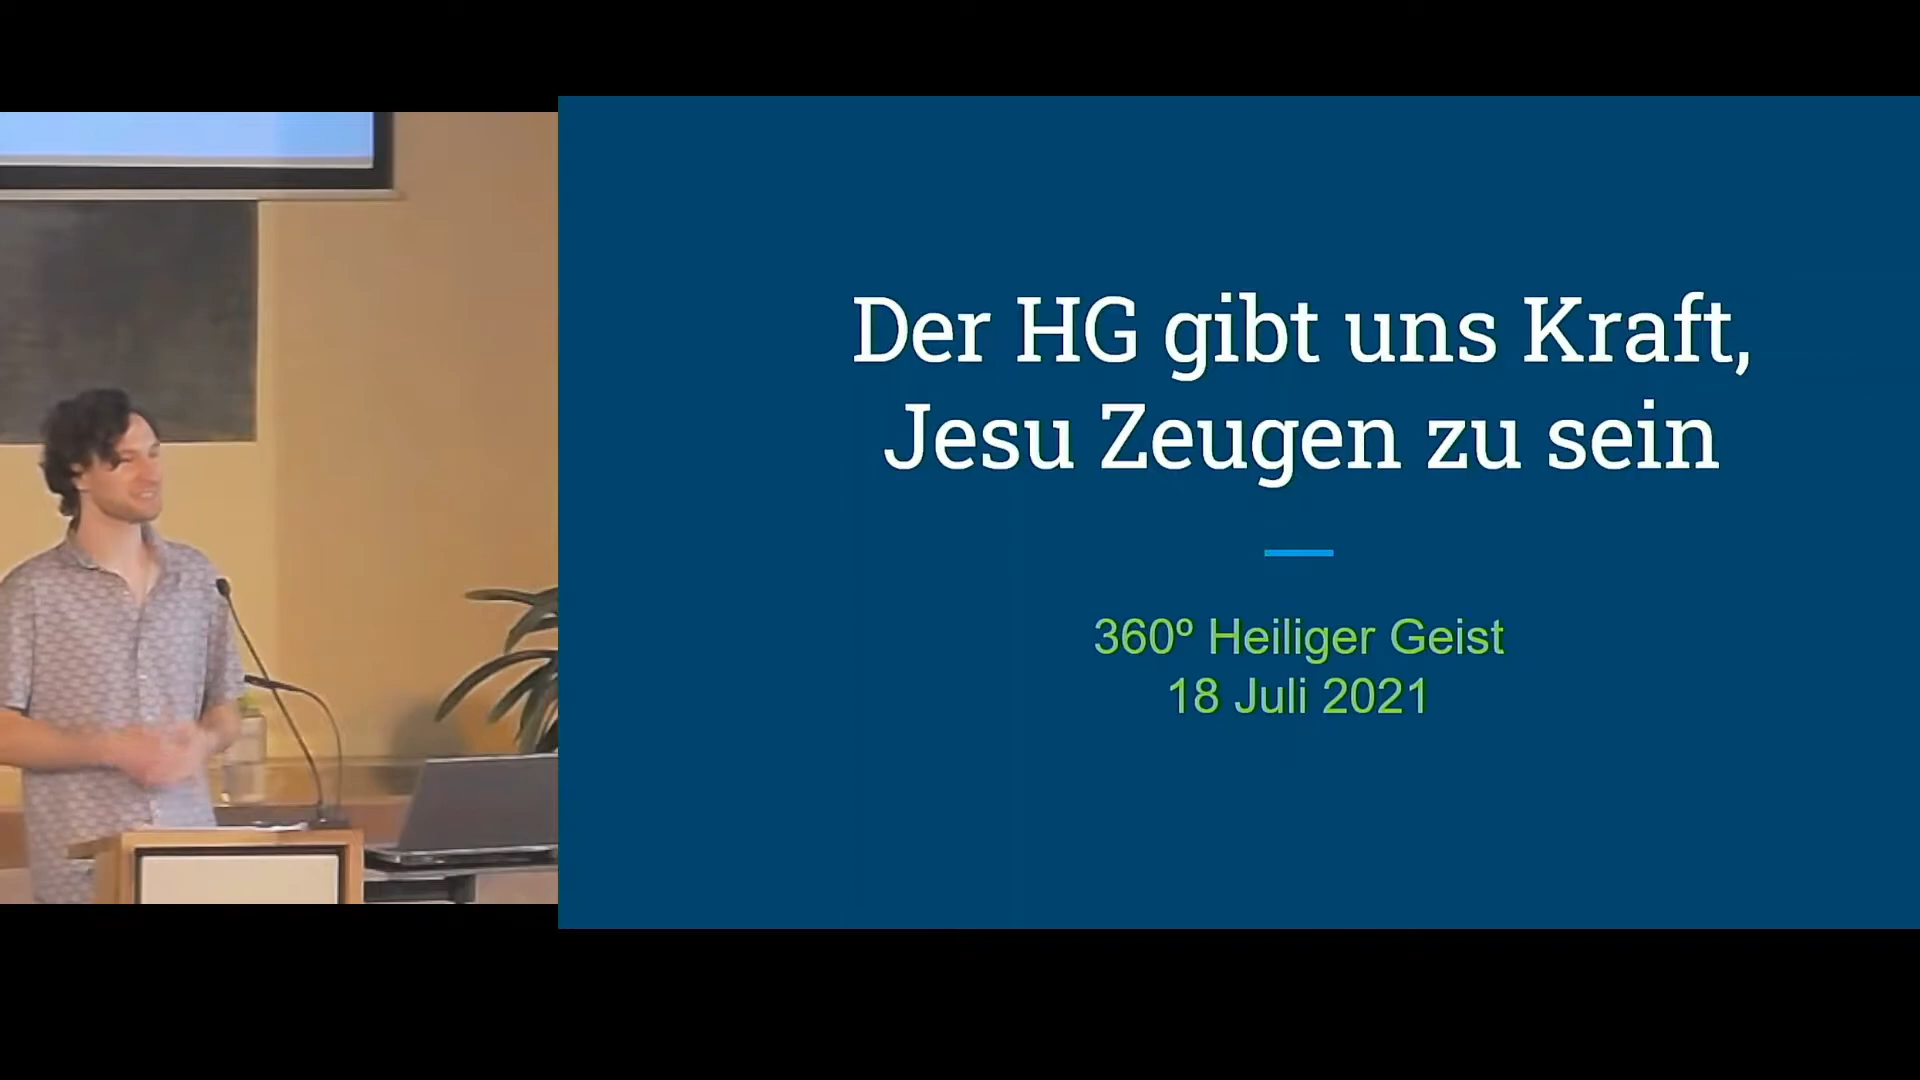 Der HG gibt uns Kraft,
Jesu Zeugen zu sein
360º Heiliger Geist
18 Juli 2021